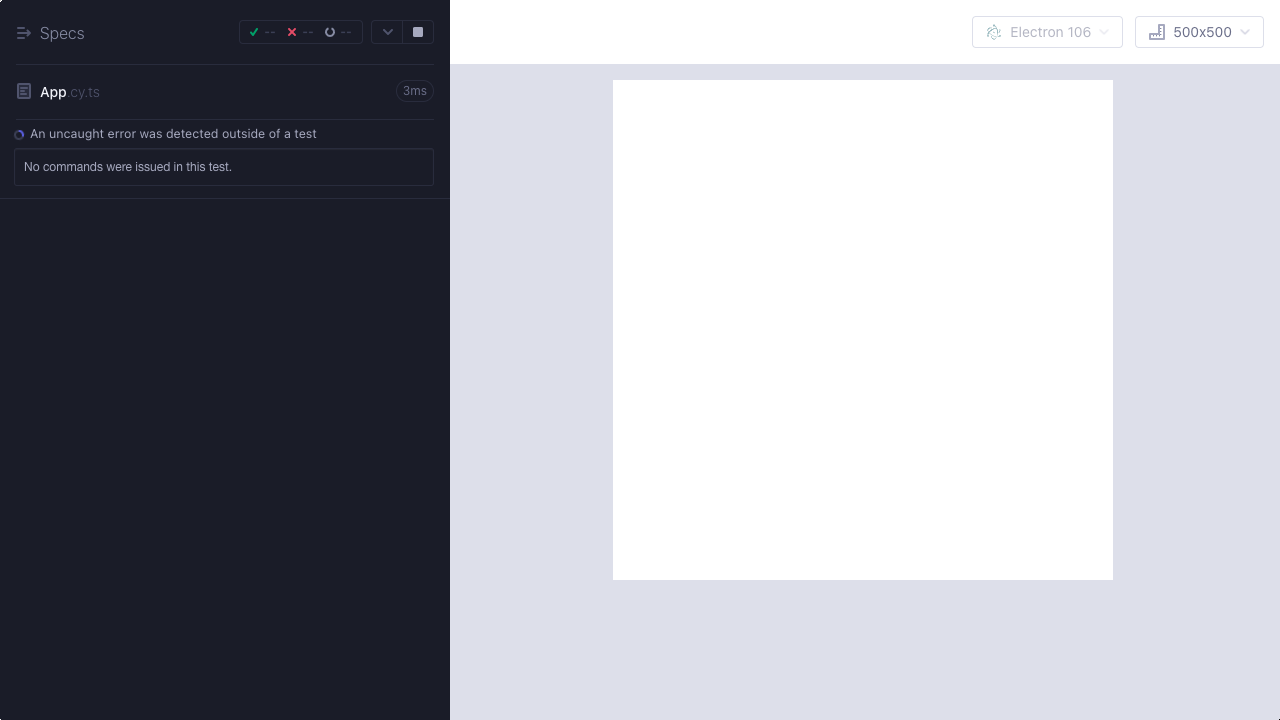 Specs
--
--
--
Electron 106
500x500
App.cy.ts
3ms
An uncaught error was detected outside of a test
No commands were issued in this test.